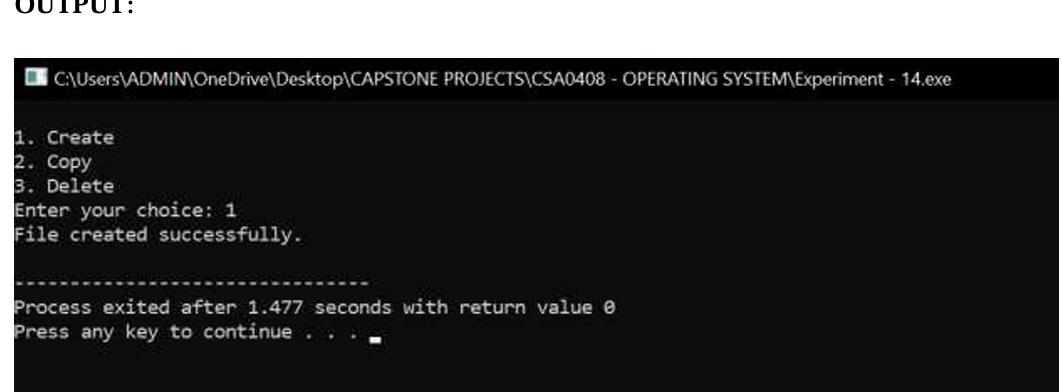 OUTPUT:
C:\Users\ADMIN\OneDrive\Desktop\CAPSTONE PROJECTS\CSA0408 - OPERATING SYSTEM\Experiment - 14.exe
1. Create
2. Copy
3. Delete
Enter your choice: 1
File created successfully.
--------------------------------
Process exited after 1.477 seconds with return value 0
Press any key to continue . . .